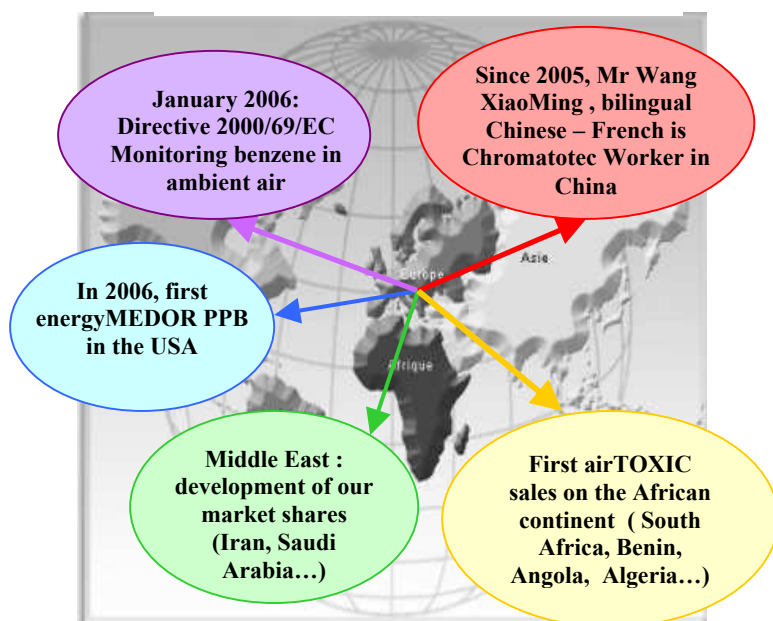 January 2006:
Directive 2000/69/EC
Monitoring benzene in
ambient air
Since 2005, Mr Wang
XiaoMing , bilingual
Chinese – French is
Chromatotec Worker in
China
Europe
Asie
In 2006, first
energyMEDOR PPB
in the USA
Afrique
Middle East :
development of our
market shares
(Iran, Saudi
Arabia…)
First airTOXIC
sales on the African
continent ( South
Africa, Benin,
Angola, Algeria…)